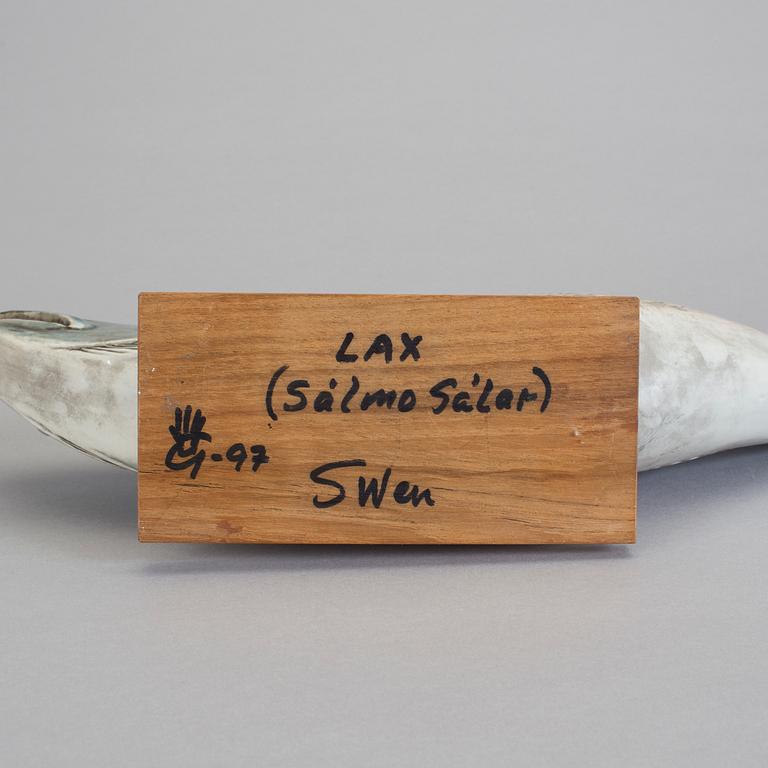 LAX
(Sálmo Sálar)
G-97
Swen